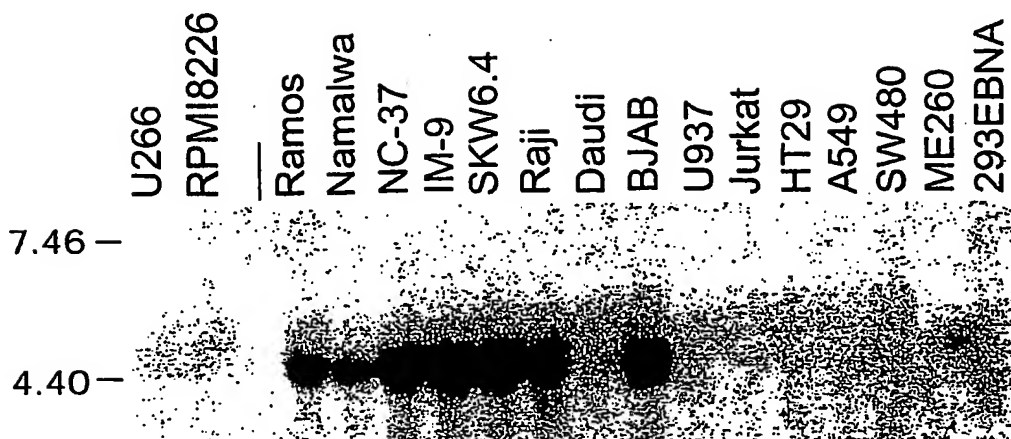 U266
RPMI8226
Ramos
Namalwa
NC-37
IM-9
SKW6.4
Raji
Daudi
BJAB
U937
Jurkat
HT29
A549
SW480
ME260
293EBNA
7.46
4.40